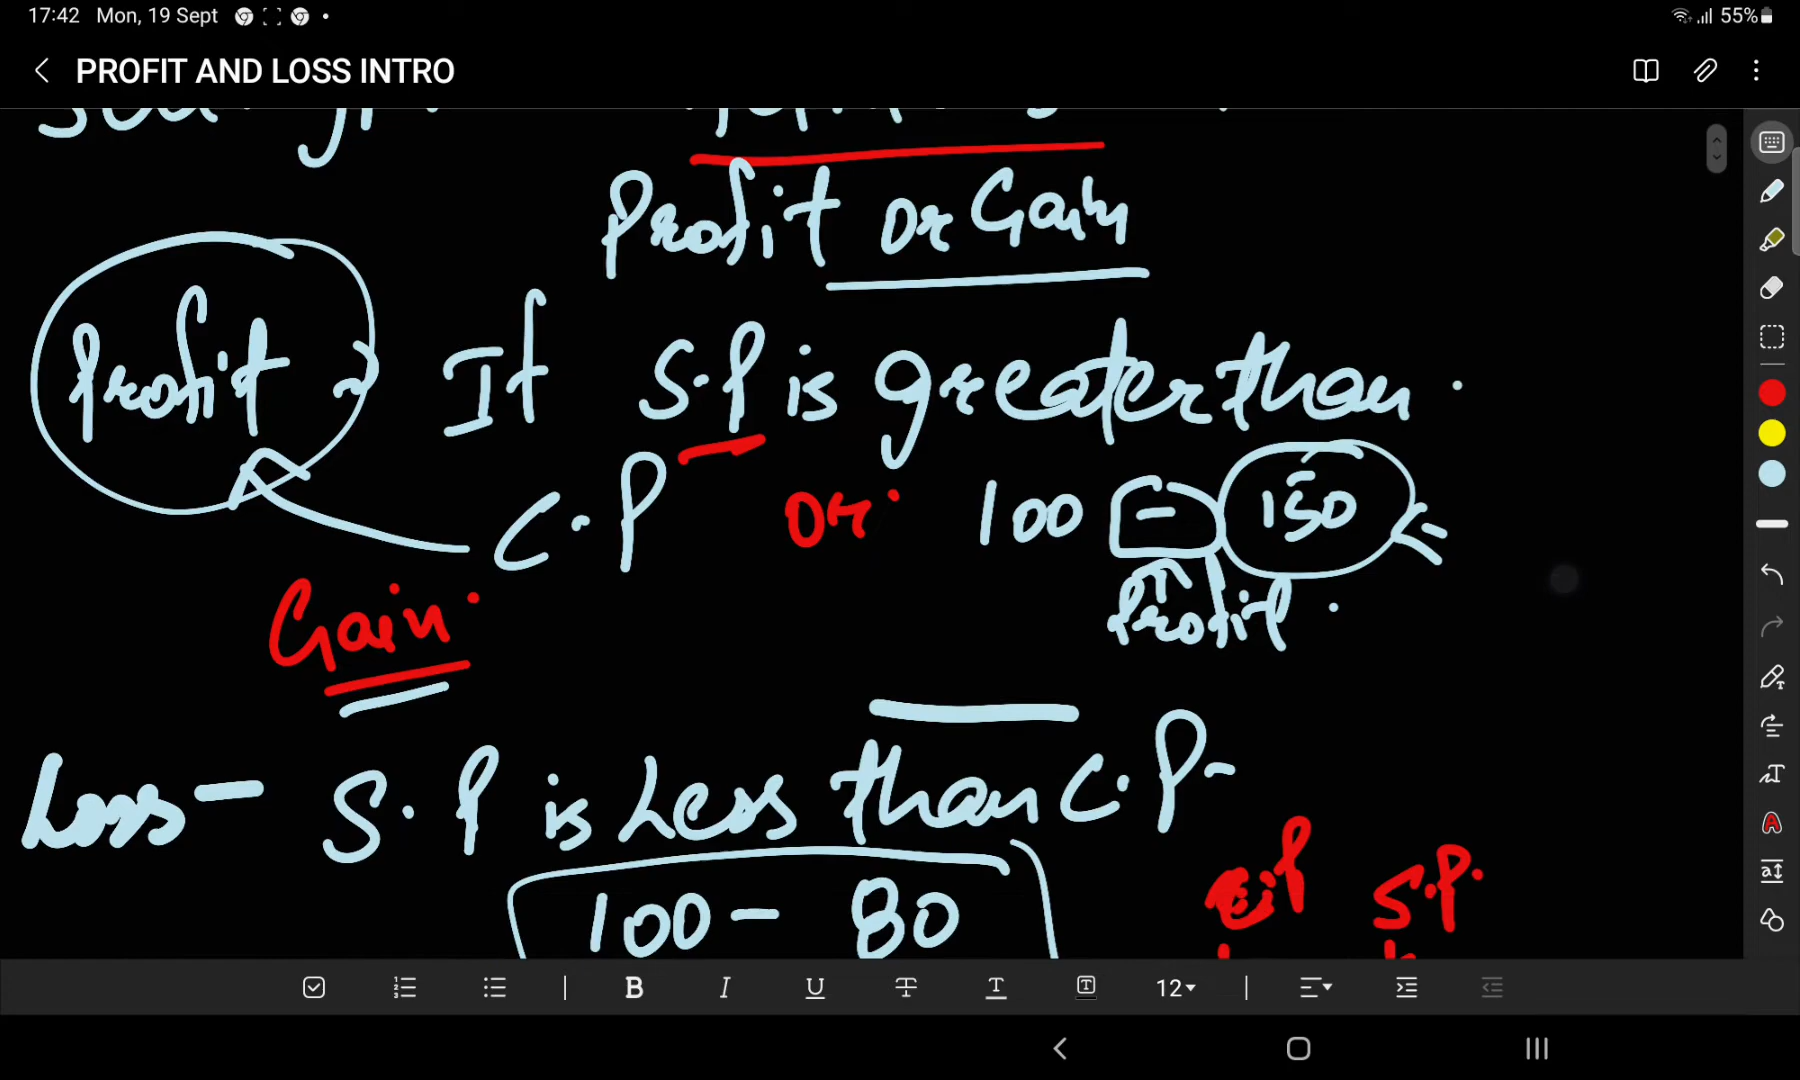 17:42 Mon, 19 Sept 55%
PROFIT AND LOSS INTRO
Profit or Gain
Profit If S.P is greater than
C.P or 100 - 150
Profit
Gain
Loss - S.P is Less than C.P-
100 - 80
S.P.
B I U T T 12